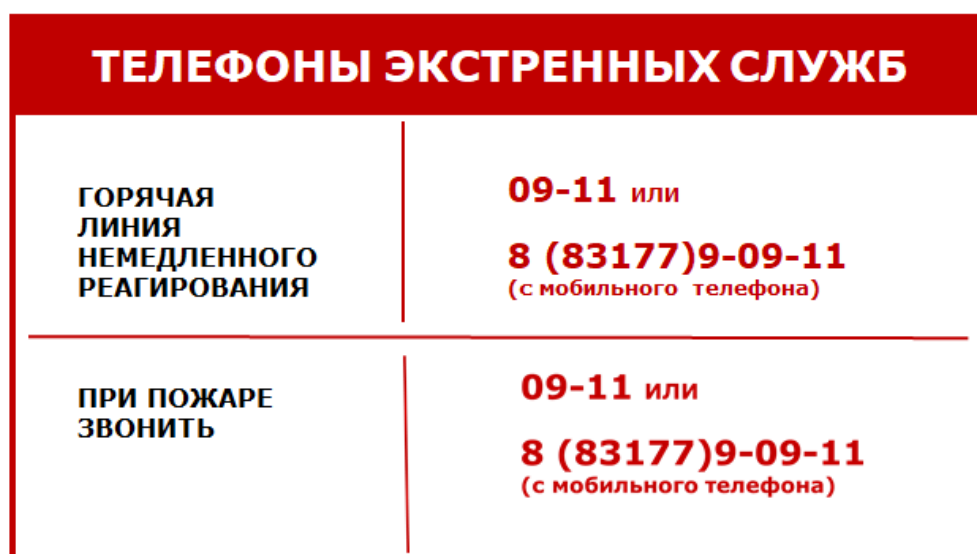 ТЕЛЕФОНЫ ЭКСТРЕННЫХ СЛУЖБ
ГОРЯЧАЯ
ЛИНИЯ
НЕМЕДЛЕННОГО
РЕАГИРОВАНИЯ
09-11 или
8 (83177)9-09-11
(с мобильного телефона)
ПРИ ПОЖАРЕ
ЗВОНИТЬ
09-11 или
8 (83177)9-09-11
(с мобильного телефона)